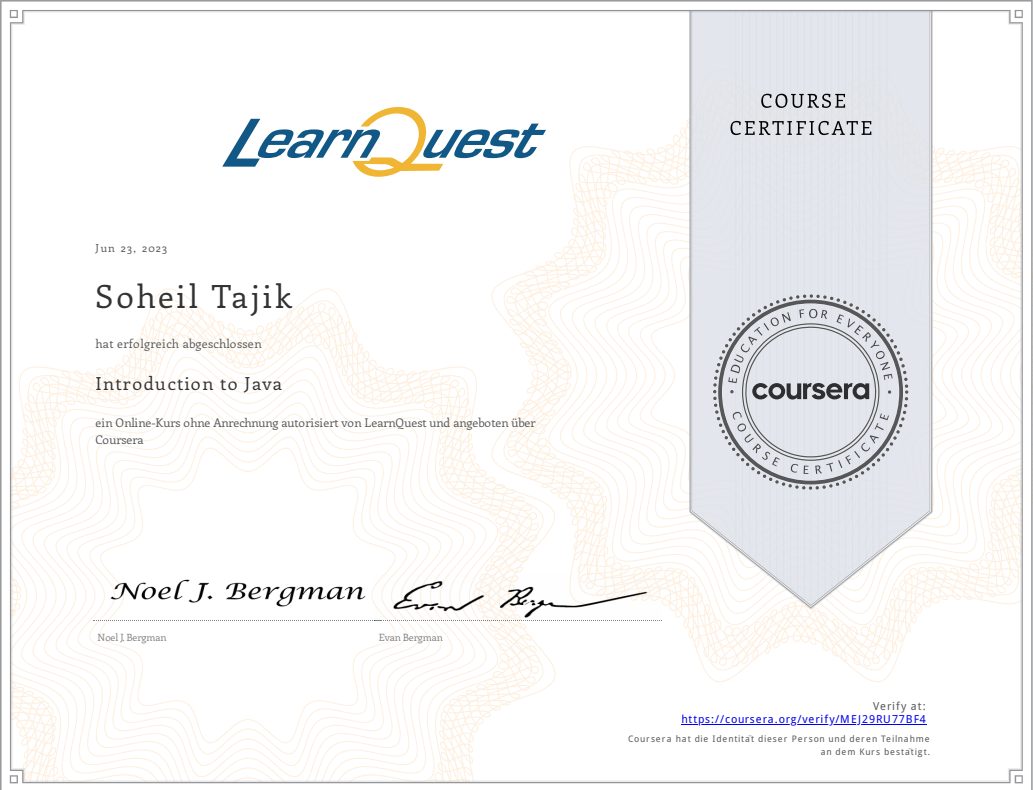 COURSE
CERTIFICATE
LearnQuest
Jun 23, 2023
Soheil Tajik
hat erfolgreich abgeschlossen
Introduction to Java
ein Online-Kurs ohne Anrechnung autorisiert von LearnQuest und angeboten über
Coursera
EDUCATION FOR EVERYONE
coursera
COURSE CERTIFICATE
Noel J. Bergman
Evan Bergman
Noel J. Bergman
Evan Bergman
Verify at:
https://coursera.org/verify/MEJ29RU77BF4
Coursera hat die Identität dieser Person und deren Teilnahme
an dem Kurs bestätigt.